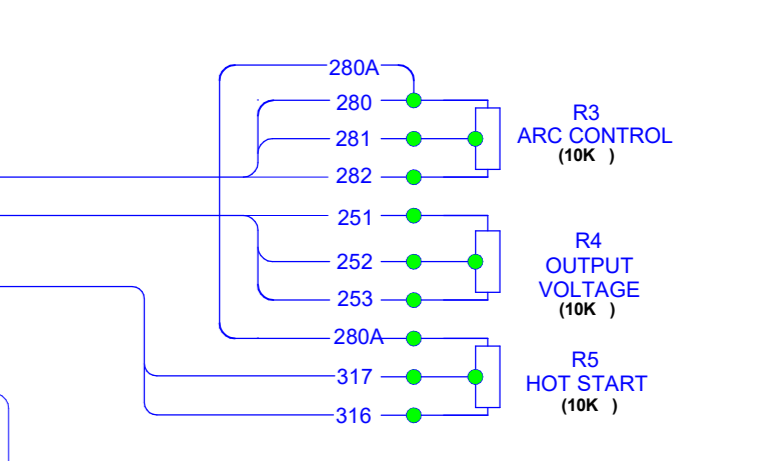 280A
280
281
282
R3
ARC CONTROL
(10K )
251
252
253
R4
OUTPUT
VOLTAGE
(10K )
280A
317
316
R5
HOT START
(10K )